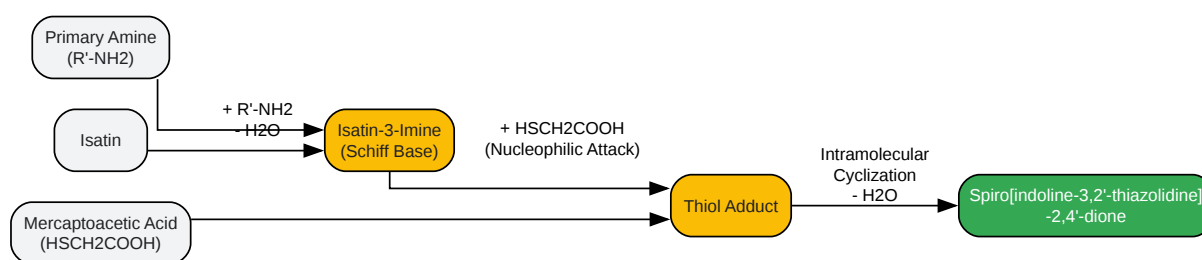 Primary Amine
(R'-NH2)
+ R'-NH2
- H2O
Isatin
Isatin-3-Imine
(Schiff Base)
+ HSCH2COOH
(Nucleophilic Attack)
Mercaptoacetic Acid
(HSCH2COOH)
Thiol Adduct
Intramolecular
Cyclization
- H2O
Spiro[indoline-3,2'-thiazolidine]
-2,4'-dione